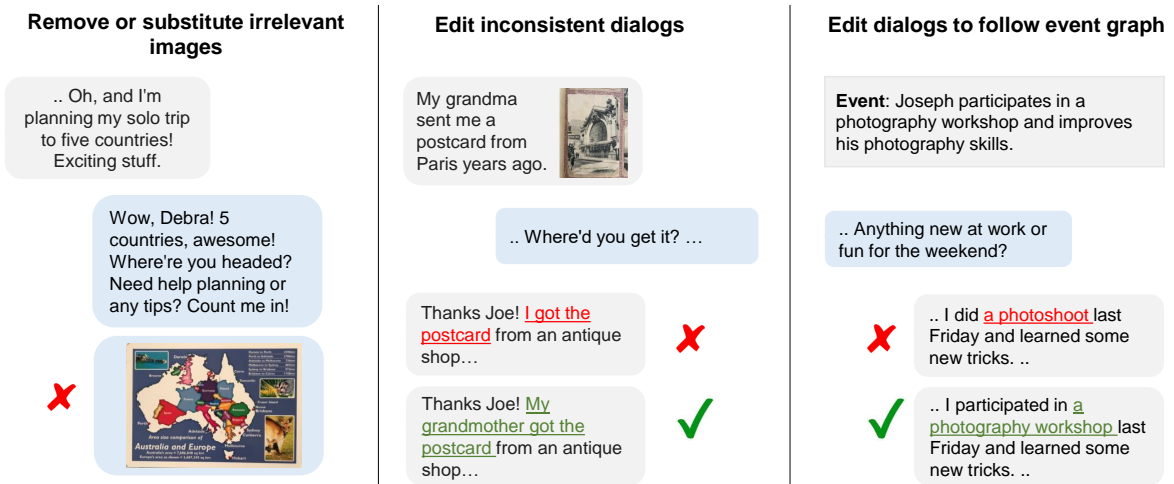 Remove or substitute irrelevant
images
.. Oh, and I'm
planning my solo trip
to five countries!
Exciting stuff.
Wow, Debra! 5
countries, awesome!
Where're you headed?
Need help planning or
any tips? Count me in!
Area size comparison of
Australia and Europe
Edit inconsistent dialogs
My grandma
sent me a
postcard from
Paris years ago.
.. Where'd you get it? …
Thanks Joe! I got the
postcard from an antique
shop…
Thanks Joe! My
grandmother got the
postcard from an antique
shop…
Edit dialogs to follow event graph
Event: Joseph participates in a
photography workshop and improves
his photography skills.
.. Anything new at work or
fun for the weekend?
.. I did a photoshoot last
Friday and learned some
new tricks. ..
.. I participated in a
photography workshop last
Friday and learned some
new tricks. ..